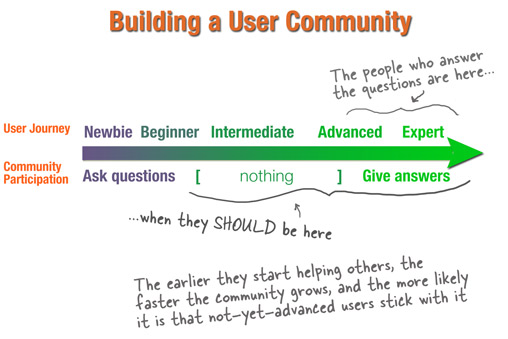 Building a User Community
The people who answer
the questions are here...
User Journey Newbie Beginner Intermediate Advanced Expert
Community
Participation Ask questions [ nothing ] Give answers
...when they SHOULD be here
The earlier they start helping others, the
faster the community grows, and the more likely
it is that not-yet-advanced users stick with it